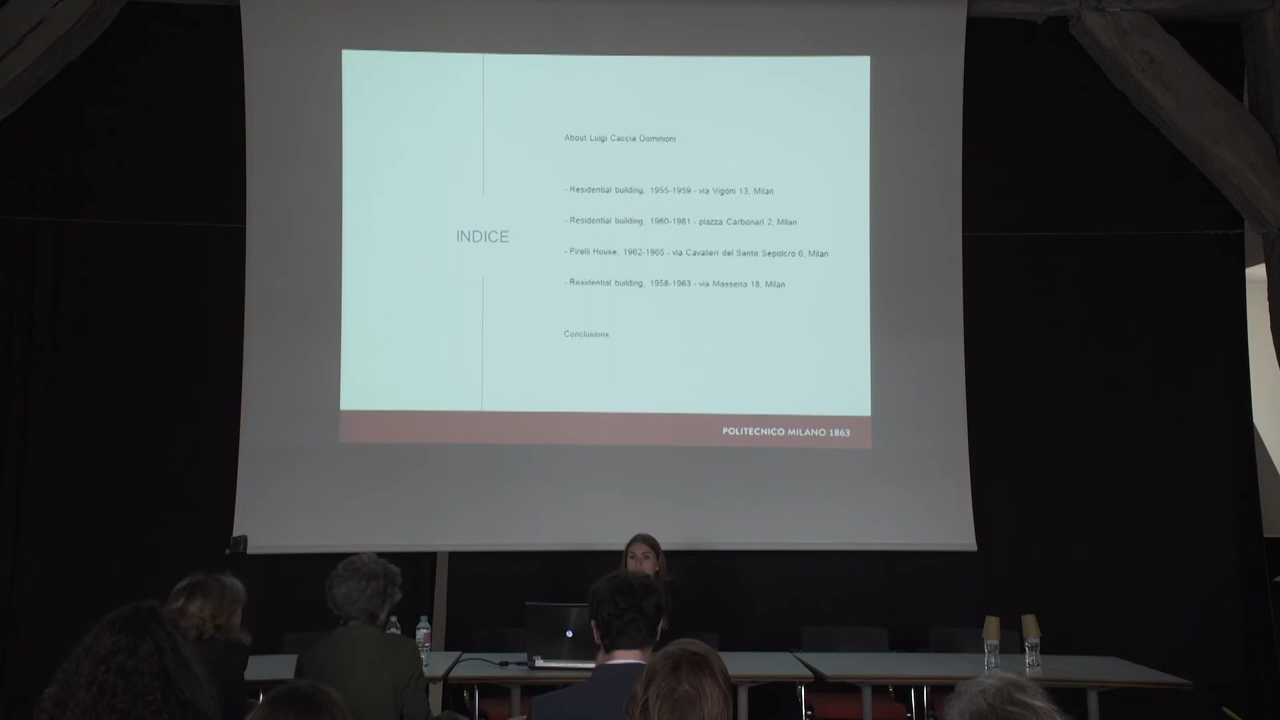 About Luigi Caccia Dominioni
- Residential building, 1955-1959 - via Vigoni 13, Milan
- Residential building, 1960-1961 - piazza Carbonari 2, Milan
INDICE
- Pirelli House, 1962-1965 - via Cavalieri del Santo Sepolcro 6, Milan
- Residential building, 1958-1963 - via Massena 18, Milan
Conclusions
POLITECNICO MILANO 1863